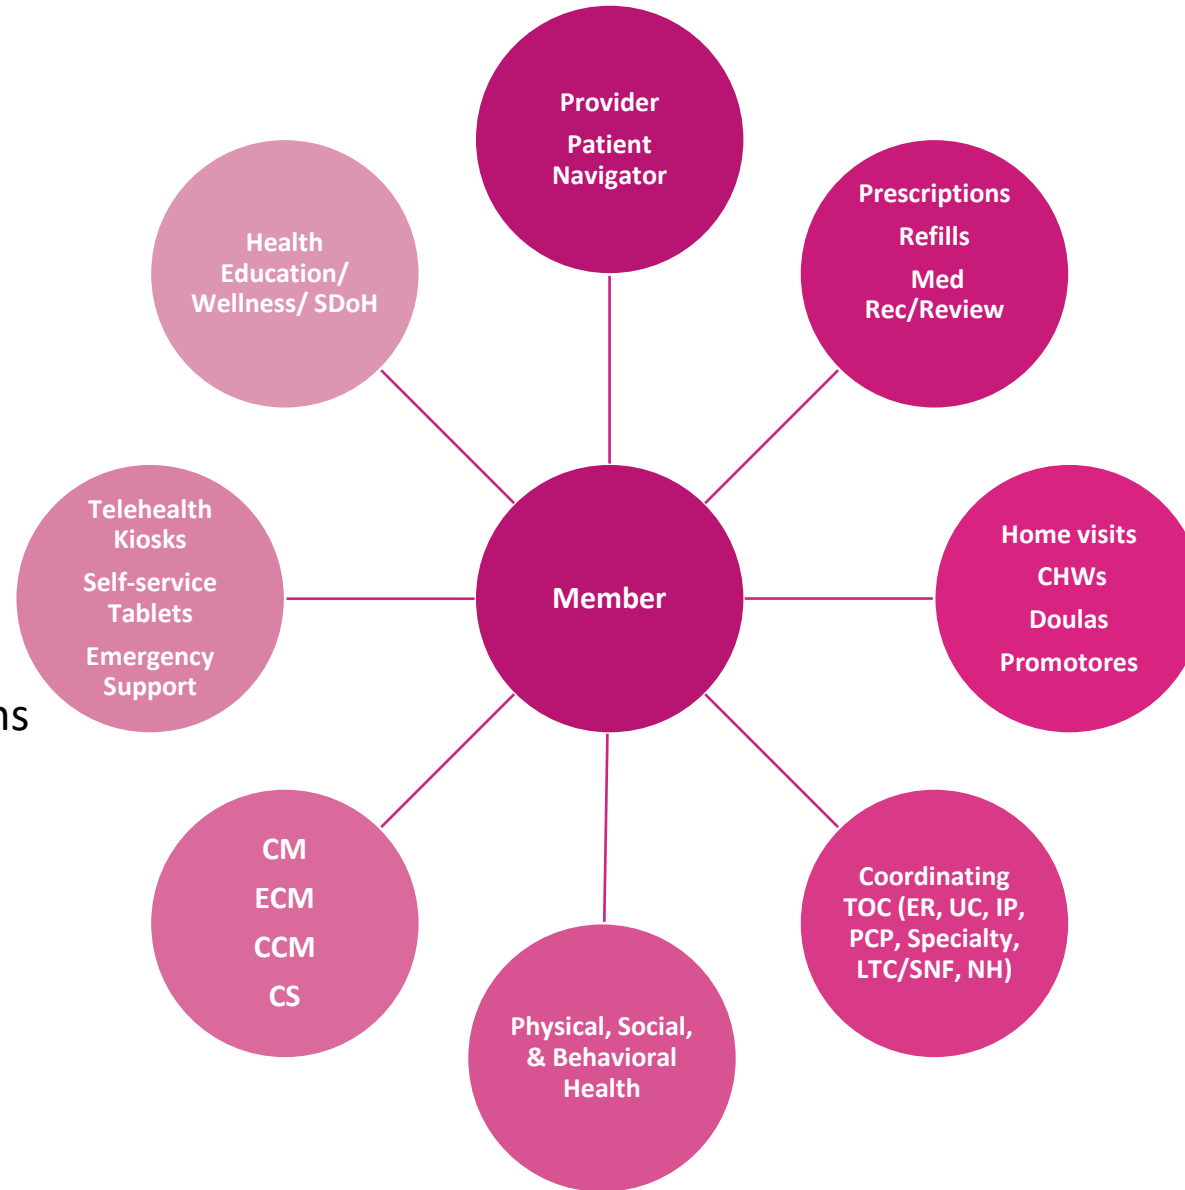 Provider
Patient
Navigator
Prescriptions
Refills
Med
Rec/Review
Health
Education/
Wellness/ SDoH
Telehealth
Kiosks
Self-service
Tablets
Emergency
Support
Member
Home visits
CHWs
Doulas
Promotores
ns
CM
ECM
CCM
CS
Coordinating
TOC (ER, UC, IP,
PCP, Specialty,
LTC/SNF, NH)
Physical, Social,
& Behavioral
Health